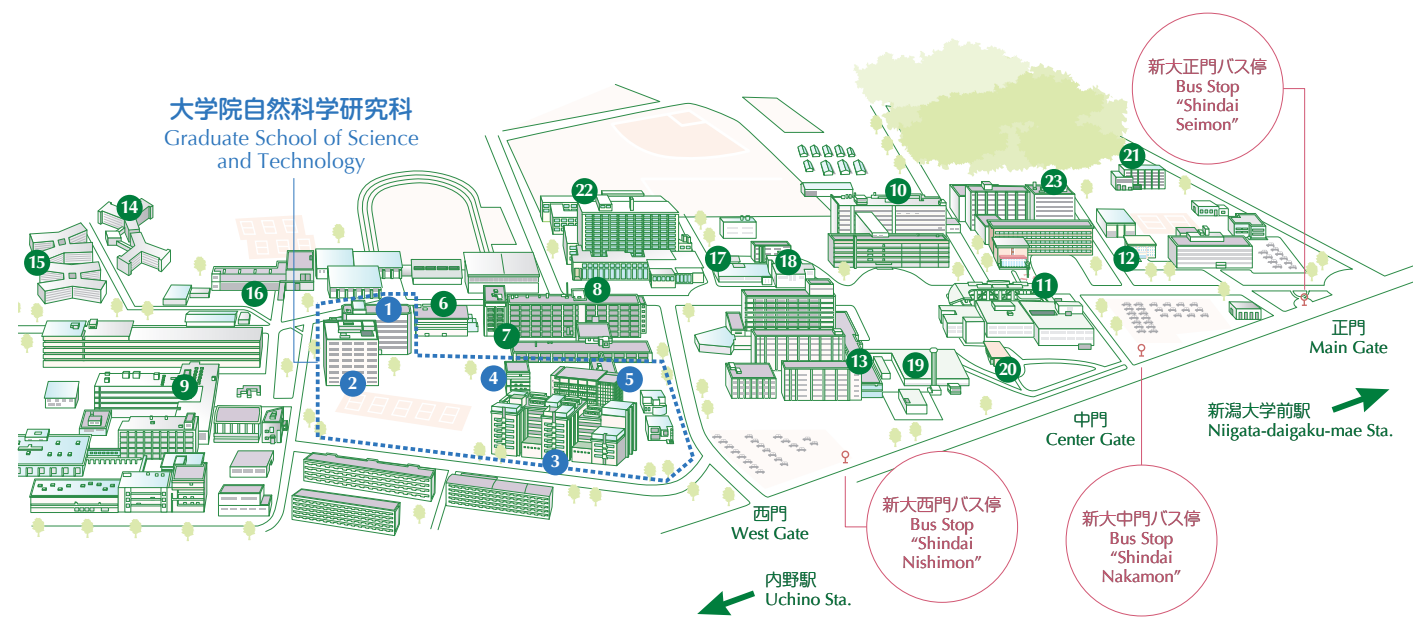 新大正門バス停
Bus Stop
“Shindai
Seimon”
大学院自然科学研究科
Graduate School of Science
and Technology
21
14
22
10
23
15
17
18
12
16
6
8
11
1
7
正門
Main Gate
2
4
5
13
19
20
9
新潟大学前駅
Niigata-daigaku-mae Sta.
中門
Center Gate
3
西門
West Gate
新大西門バス停
Bus Stop
“Shindai
Nishimon”
新大中門バス停
Bus Stop
“Shindai
Nakamon”
内野駅
Uchino Sta.